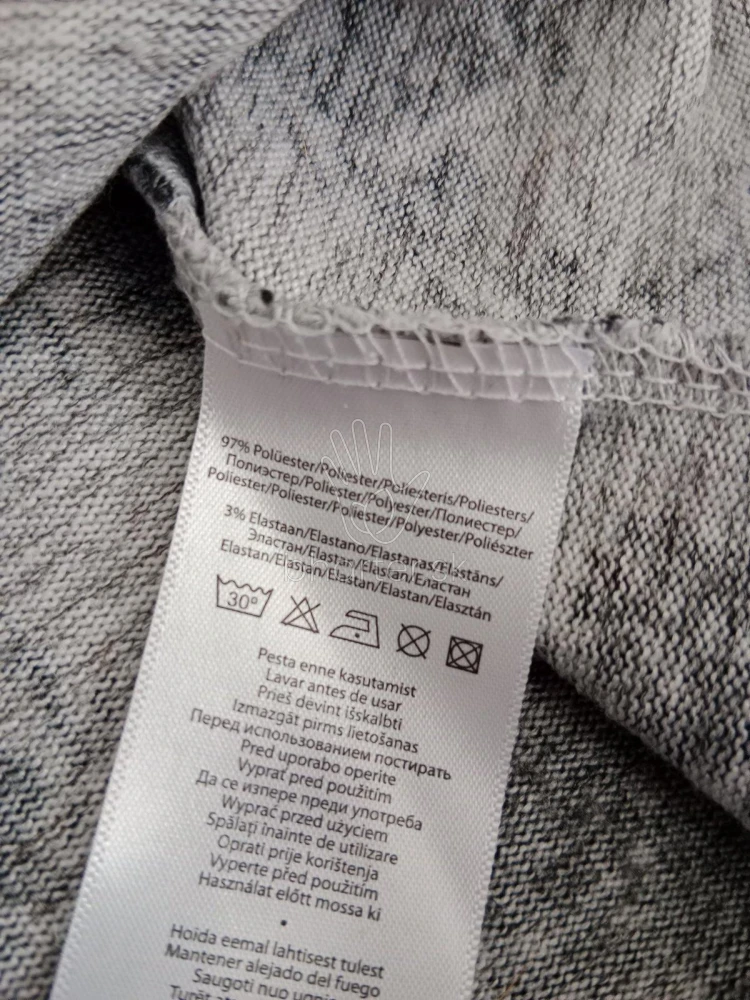 97% Polüester/Poliester/Poliesteris/Poliesters/
Полиэстер/Poliester/Polyester/Полиестер/
Poliester/Poliester/Poliester/Polyester/Poliészter
3% Elastaan/Elastano/Elastanas/Elastāns/
Эластан/Elastan/Elastan/Еластан
Elastan/Elastan/Elastan/Elastan/Elasztán
30°
Pesta enne kasutamist
Lavar antes de usar
Prieš dėvint išskalbti
Izmazgāt pirms lietošanas
Перед использованием постирать
Pred uporabo operite
Vyprať pred použitím
Да се изпере преди употреба
Wyprać przed użyciem
Spălați înainte de utilizare
Oprati prije korištenja
Vyperte před použitím
Használat előtt mossa ki
•
Hoida eemal lahtisest tulest
Mantener alejado del fuego
Saugoti nuo ugnies